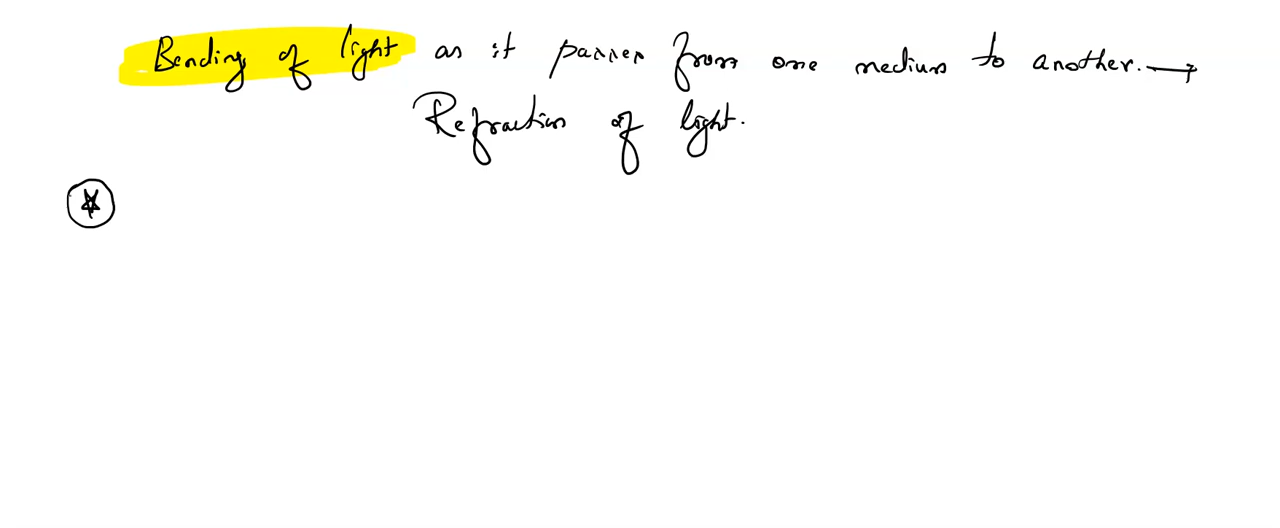 Bending of light as it passes from one medium to another. →
Refraction of light.